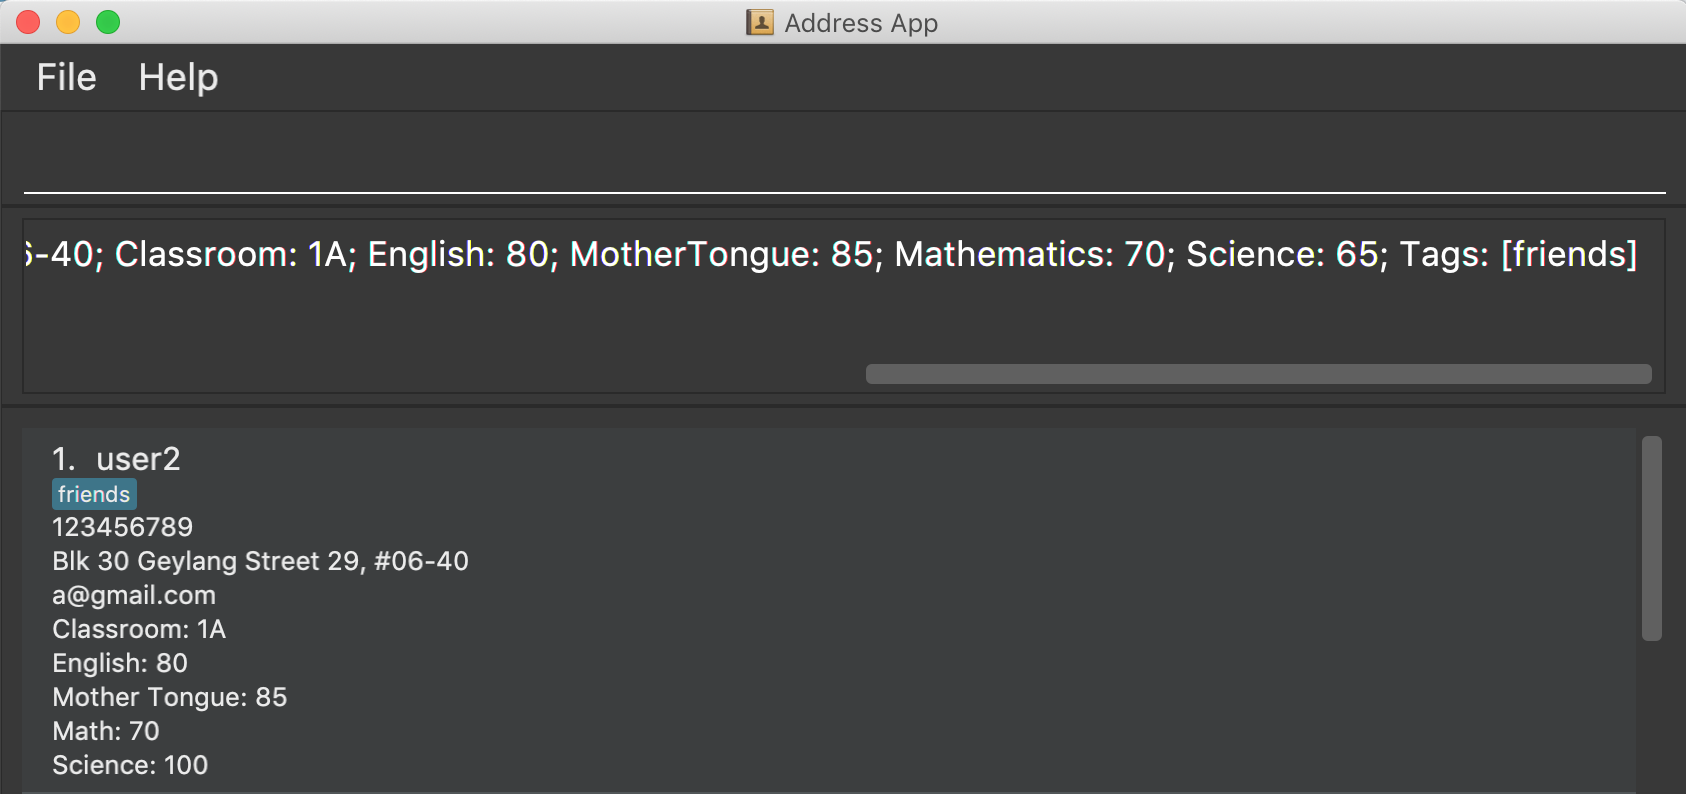 Address App
File Help
6-40; Classroom: 1A; English: 80; MotherTongue: 85; Mathematics: 70; Science: 65; Tags: [friends]
1. user2
friends
123456789
Blk 30 Geylang Street 29, #06-40
a@gmail.com
Classroom: 1A
English: 80
Mother Tongue: 85
Math: 70
Science: 100